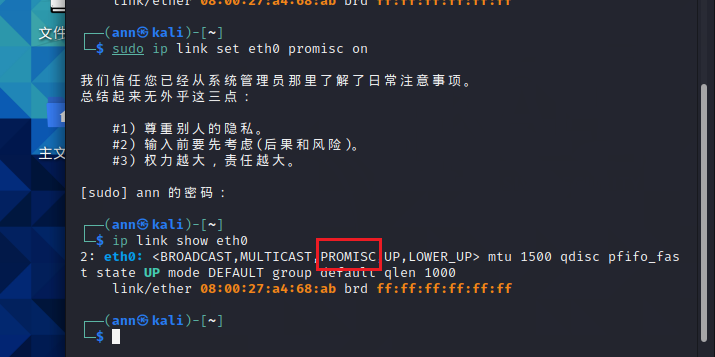 link/ether 08:00:27:a4:68:ab brd ff:ff:ff:ff:ff:ff
文件
┌──(ann㉿kali)-[~]
└─$ sudo ip link set eth0 promisc on
我们信任您已经从系统管理员那里了解了日常注意事项。
总结起来无外乎这三点：
#1) 尊重别人的隐私。
#2) 输入前要先考虑(后果和风险)。
#3) 权力越大，责任越大。
主文
[sudo] ann 的密码：
┌──(ann㉿kali)-[~]
└─$ ip link show eth0
2: eth0: <BROADCAST,MULTICAST,PROMISC,UP,LOWER_UP> mtu 1500 qdisc pfifo_fas
t state UP mode DEFAULT group default qlen 1000
link/ether 08:00:27:a4:68:ab brd ff:ff:ff:ff:ff:ff
┌──(ann㉿kali)-[~]
└─$